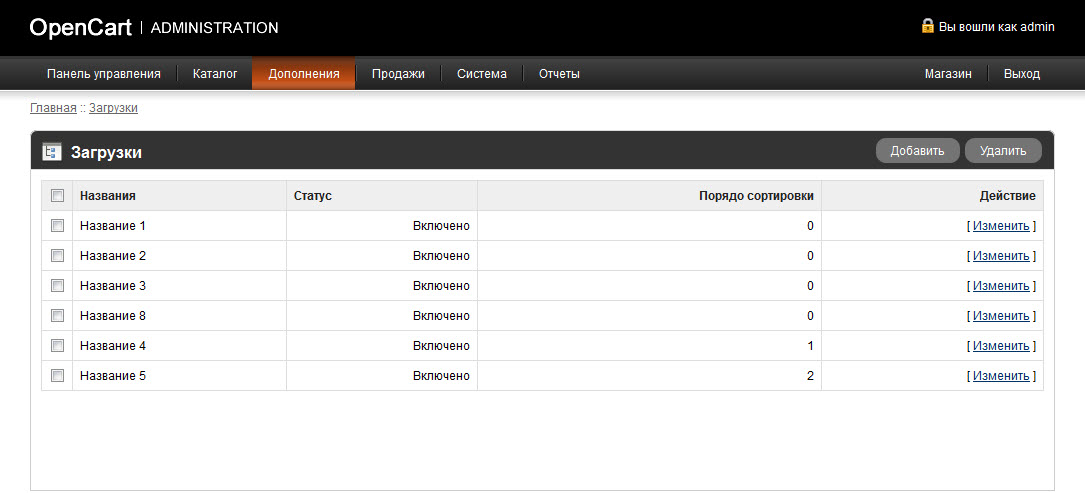 OpenCart | ADMINISTRATION Вы вошли как admin
Панель управления Каталог Дополнения Продажи Система Отчеты Магазин Выход
Главная :: Загрузки
Загрузки Добавить Удалить
Названия Статус Порядо сортировки Действие
Название 1 Включено 0 [ Изменить ]
Название 2 Включено 0 [ Изменить ]
Название 3 Включено 0 [ Изменить ]
Название 8 Включено 0 [ Изменить ]
Название 4 Включено 1 [ Изменить ]
Название 5 Включено 2 [ Изменить ]